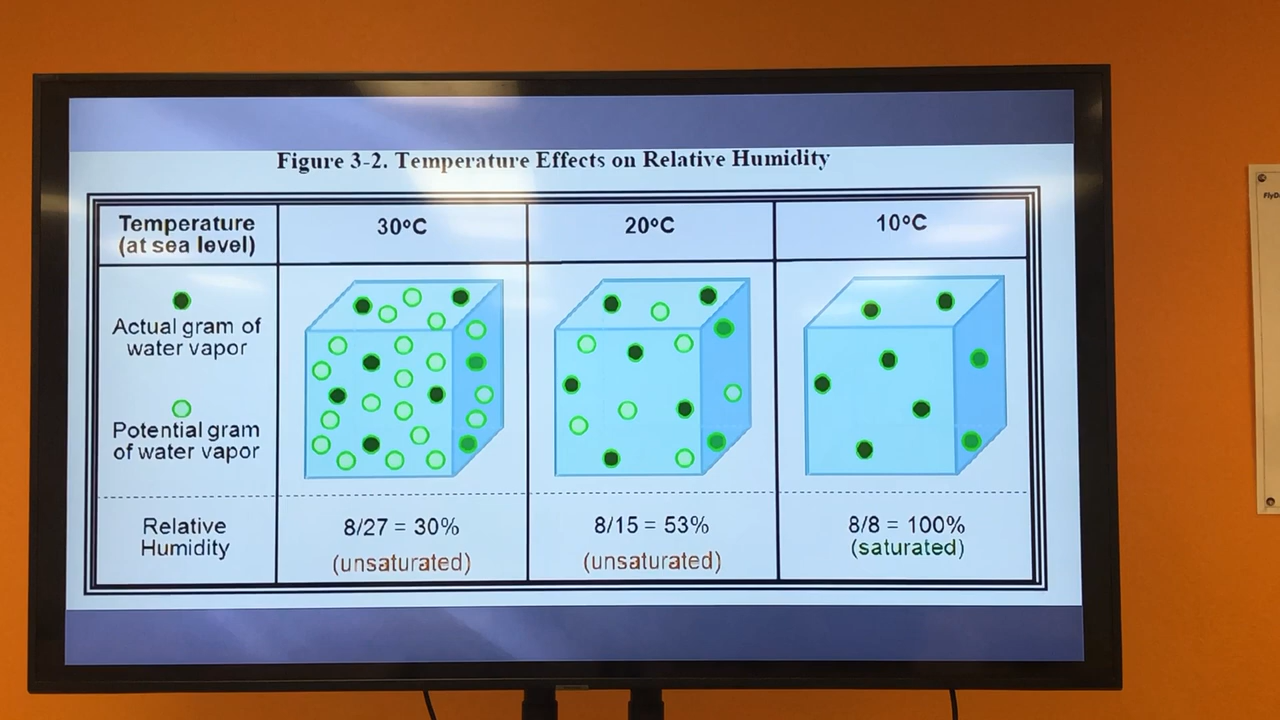 Figure 3-2. Temperature Effects on Relative Humidity
Temperature
(at sea level)
30°C
20°C
10°C
Actual gram of
water vapor
Potential gram
of water vapor
Relative
Humidity
8/27 = 30%
(unsaturated)
8/15 = 53%
(unsaturated)
8/8 = 100%
(saturated)